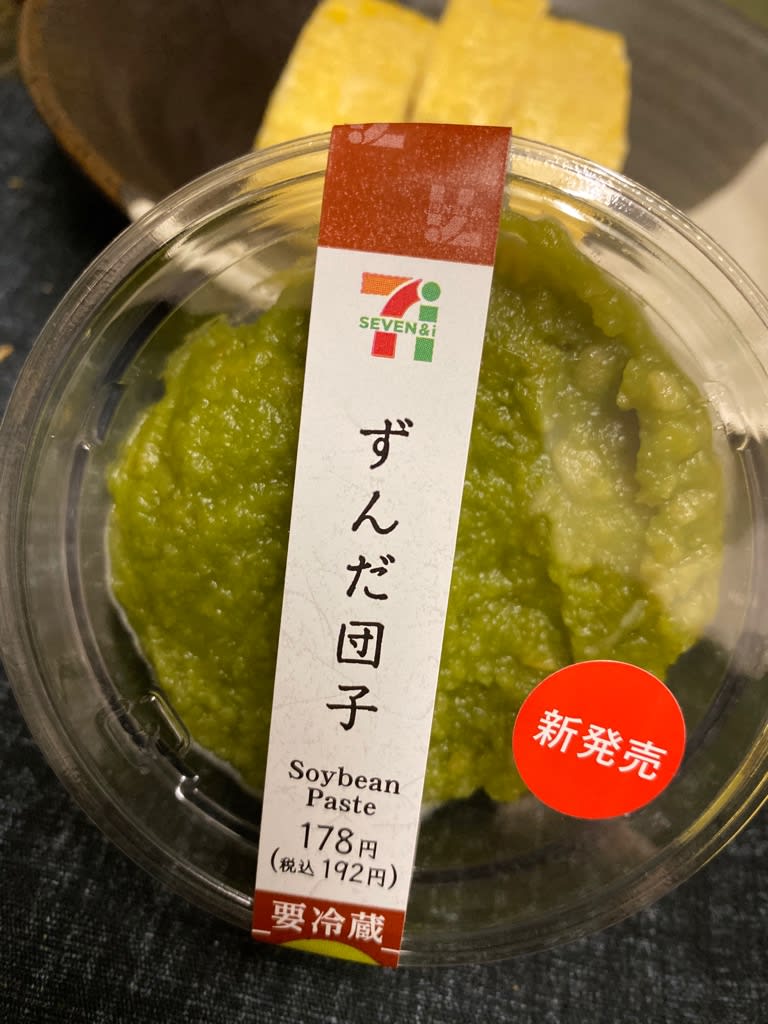 SEVEN&i
ずんだ団子
Soybean
Paste
178円
(税込 192円)
要冷蔵
新発売